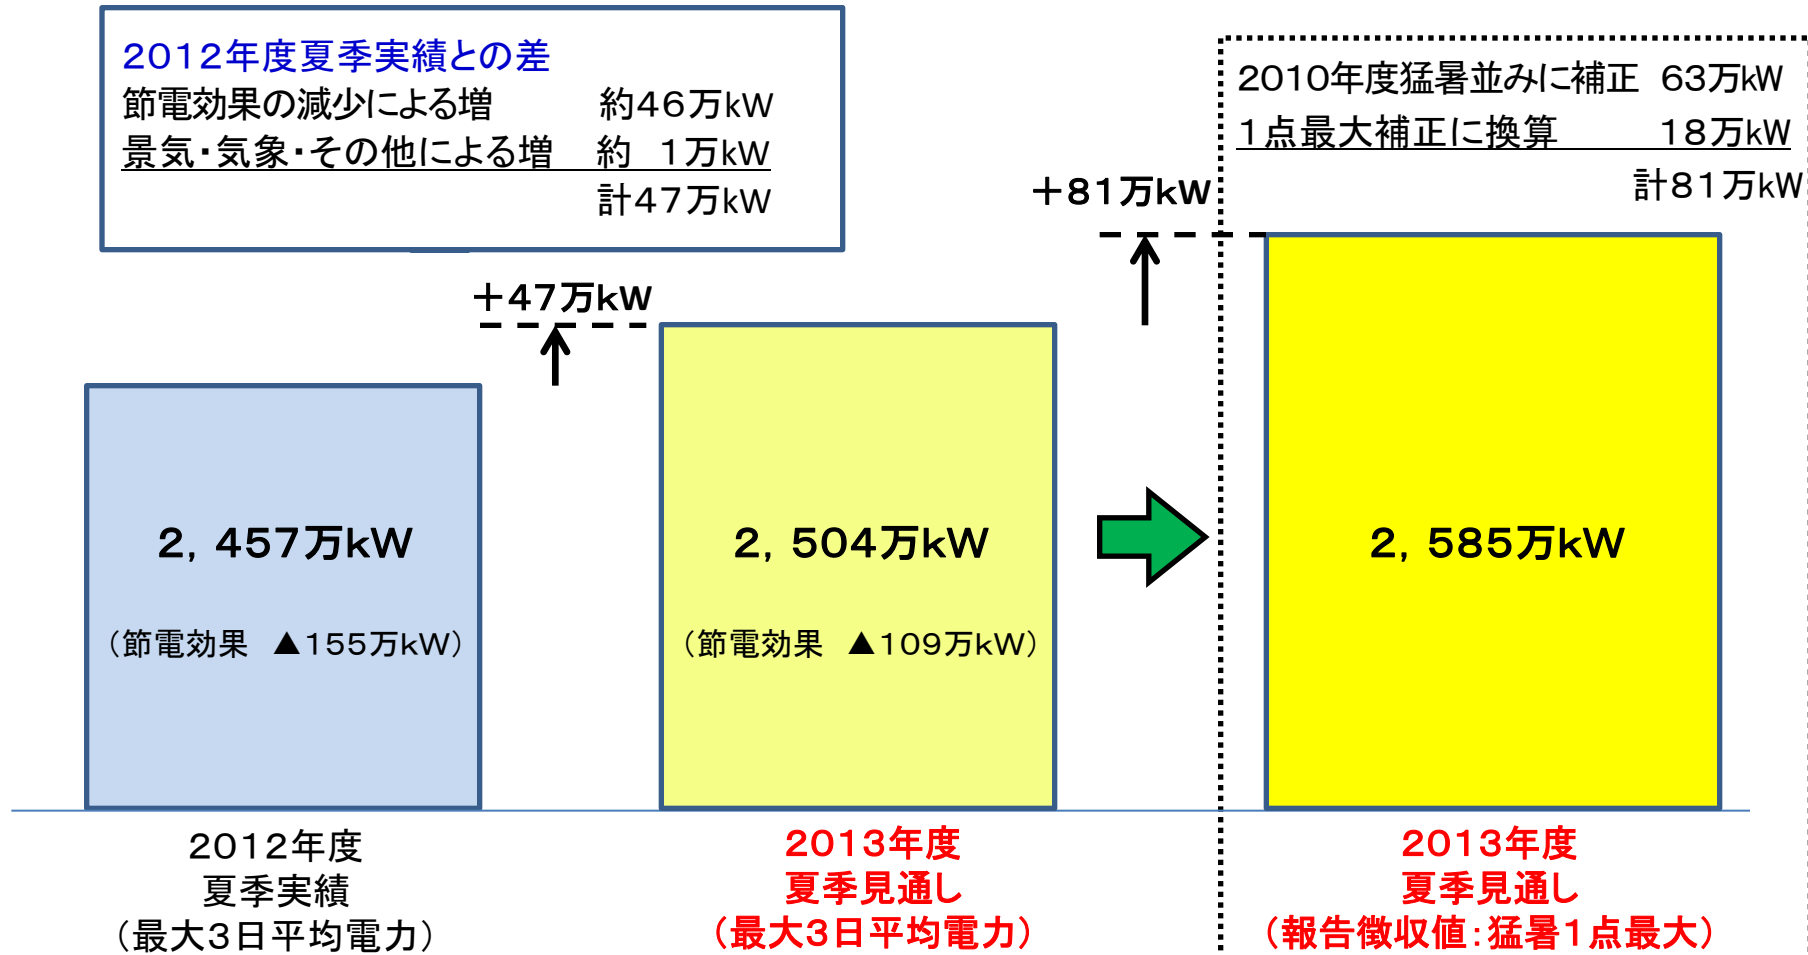 2012年度夏季実績との差
節電効果の減少による増　約46万kW
景気・気象・その他による増　約　1万kW
計47万kW
2010年度猛暑並みに補正　63万kW
1点最大補正に換算　18万kW
計81万kW
＋81万kW
＋47万kW
2，457万kW
（節電効果　▲155万kW）
2，504万kW
（節電効果　▲109万kW）
2，585万kW
2012年度
夏季実績
（最大3日平均電力）
2013年度
夏季見通し
（最大3日平均電力）
2013年度
夏季見通し
（報告徴収値：猛暑1点最大）